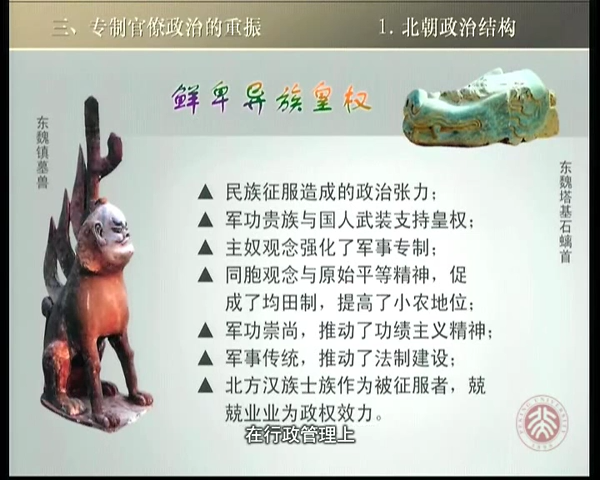 三、专制官僚政治的重振
1. 北朝政治结构
鲜卑异族皇权
东魏镇墓兽
东魏塔基石螭首
▲ 民族征服造成的政治张力；
▲ 军功贵族与国人武装支持皇权；
▲ 主奴观念强化了军事专制；
▲ 同胞观念与原始平等精神，促
成了均田制，提高了小农地位；
▲ 军功崇尚，推动了功绩主义精神；
▲ 军事传统，推动了法制建设；
▲ 北方汉族士族作为被征服者，兢
兢业业为政权效力。
在行政管理上